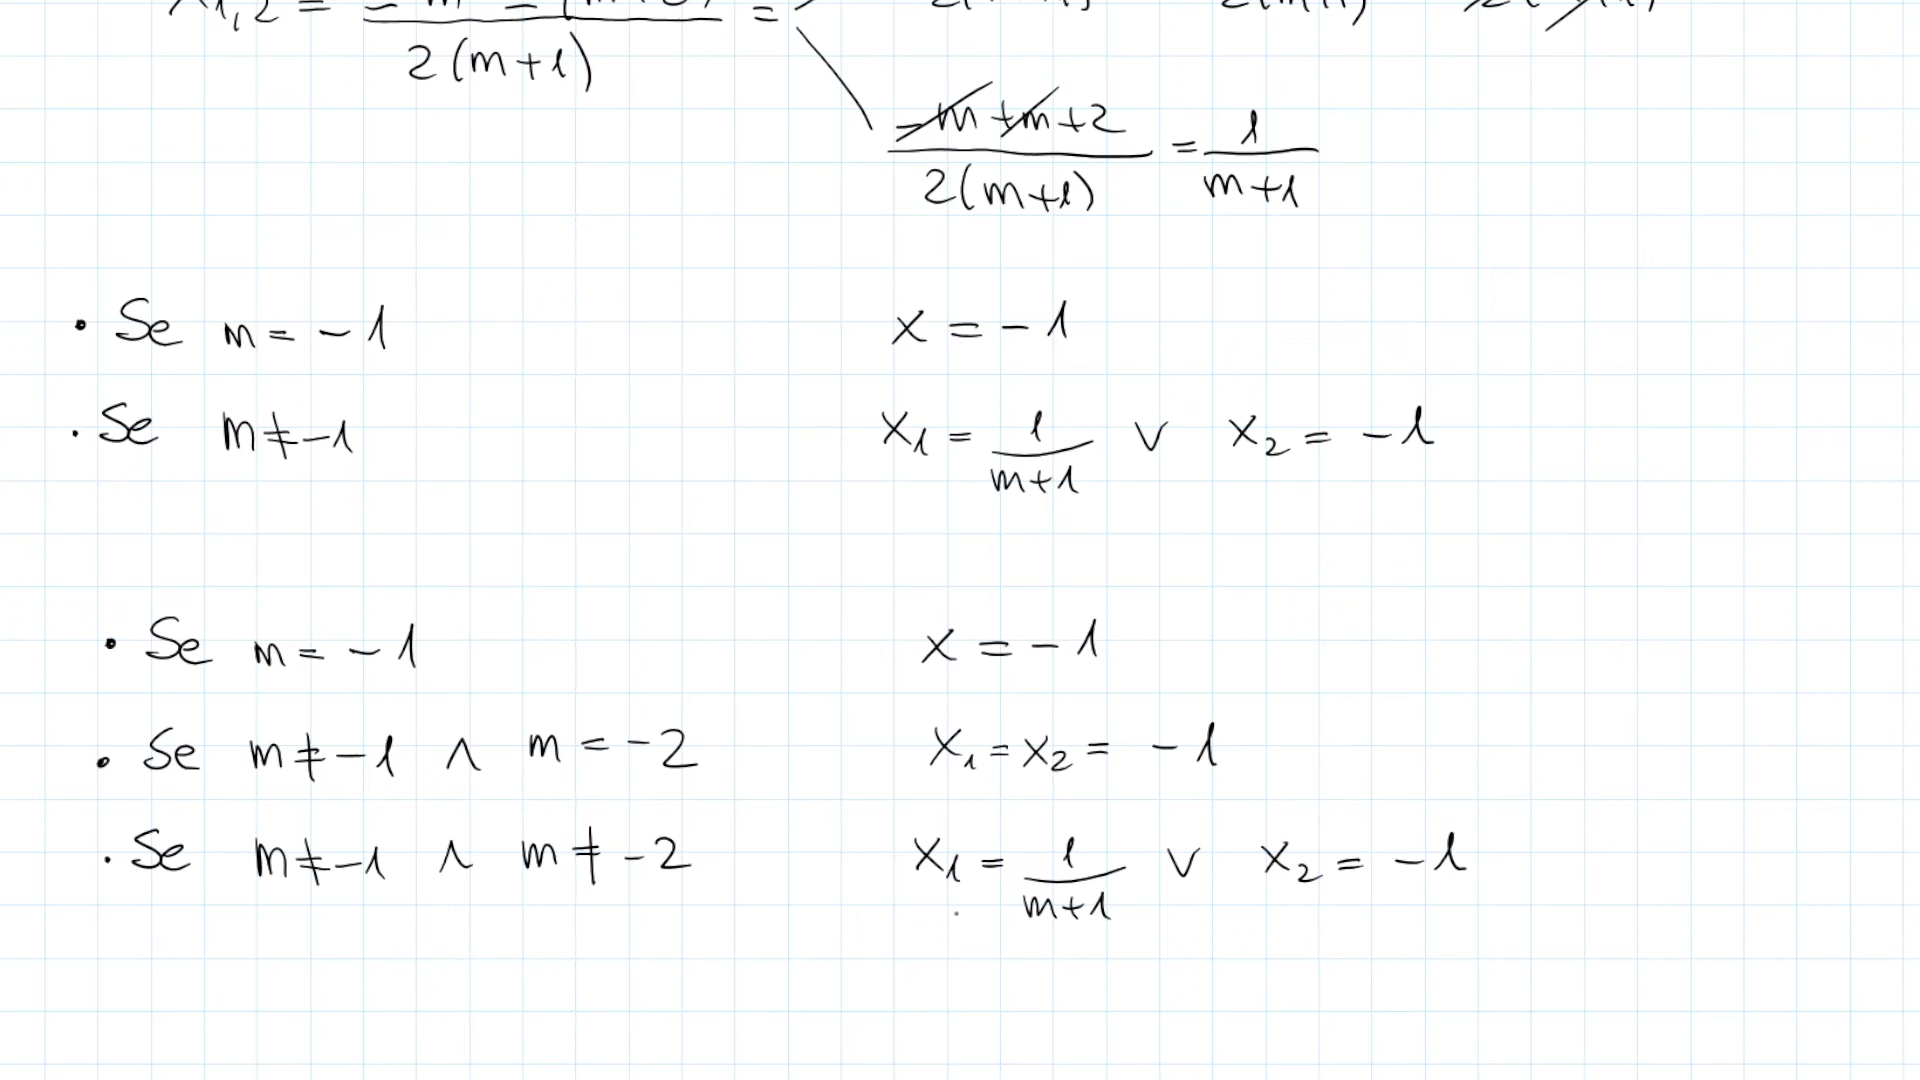 2(m+1)
-m+m+2 / 2(m+1) = 1 / m+1
• Se m = -1 x = -1
• Se m ≠ -1 x₁ = 1 / m+1 ∨ x₂ = -1
• Se m = -1 x = -1
• Se m ≠ -1 ∧ m = -2 x₁ = x₂ = -1
• Se m ≠ -1 ∧ m ≠ -2 x₁ = 1 / m+1 ∨ x₂ = -1